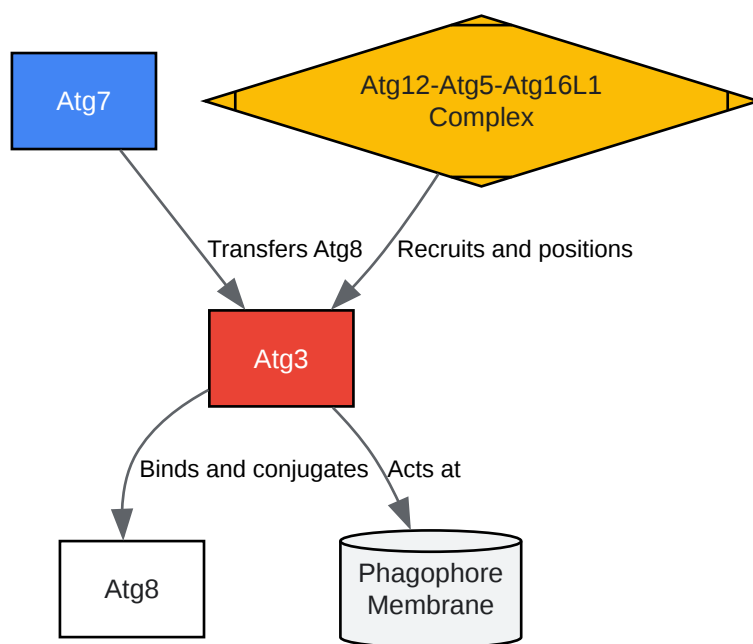 Atg7
Atg12-Atg5-Atg16L1
Complex
Transfers Atg8
Recruits and positions
Atg3
Binds and conjugates
Acts at
Atg8
Phagophore
Membrane